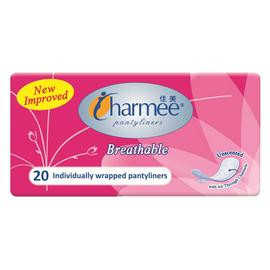 New
Improved
Charmee®
佳美
pantyliners
Breathable
20 Individually wrapped pantyliners
Unscented